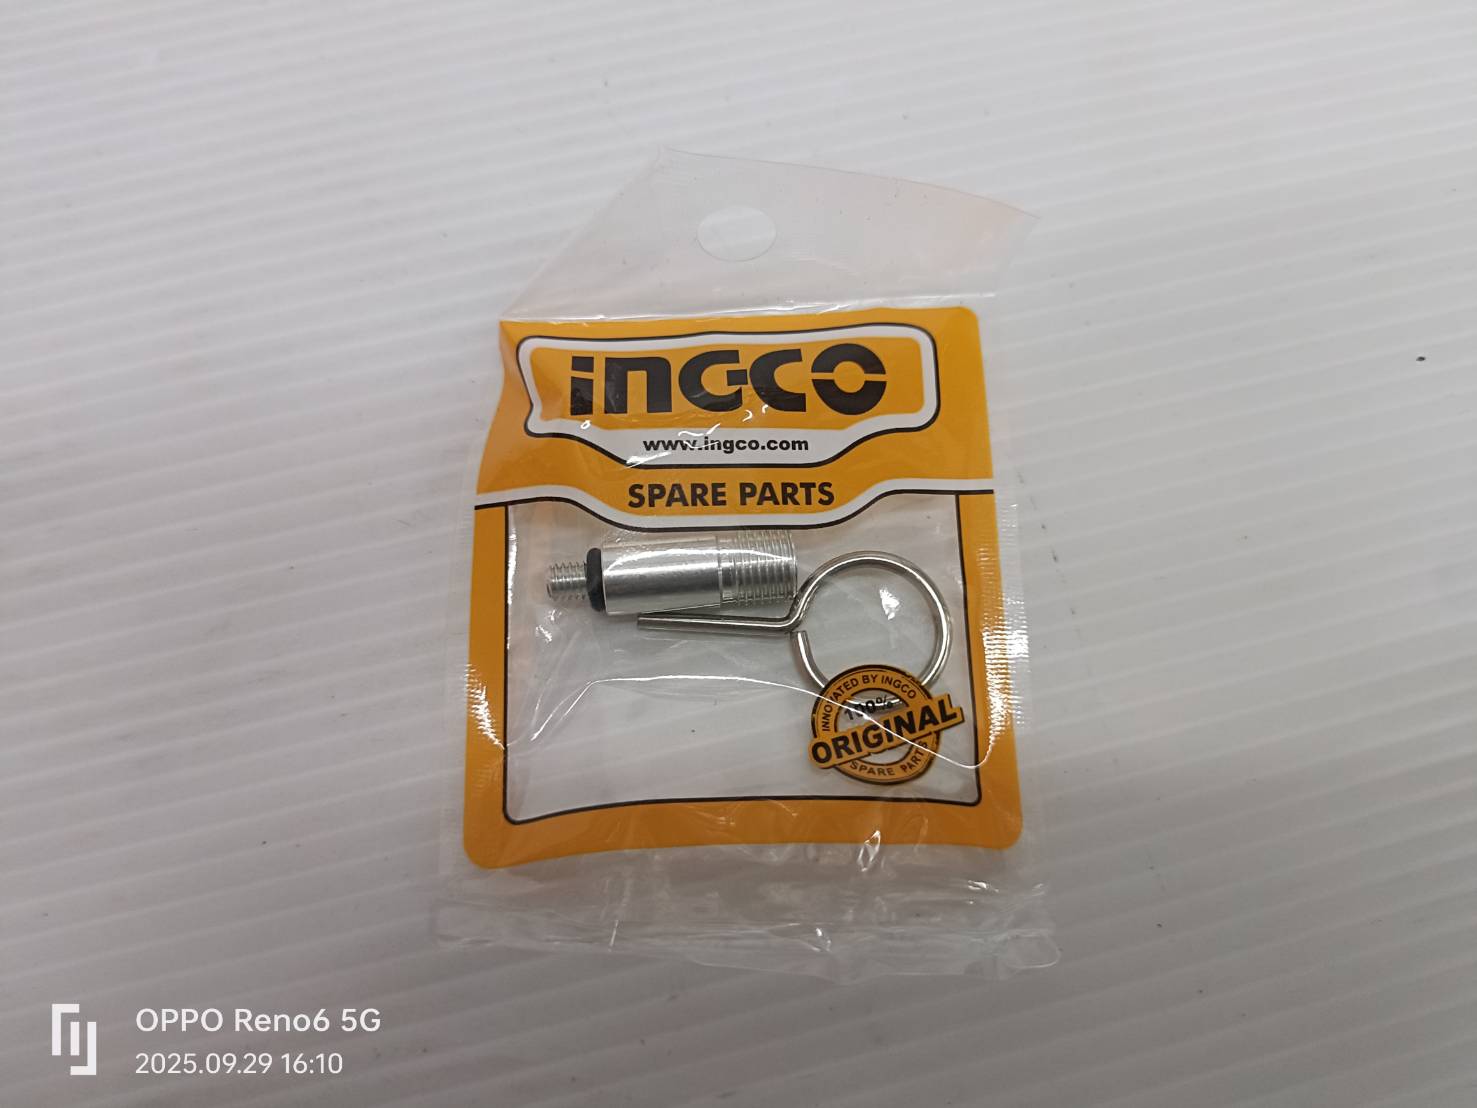 INGCO
www.ingco.com
SPARE PARTS
INNOVATED BY INGCO
100%
ORIGINAL
SPARE PARTS
OPPO Reno6 5G
2025.09.29 16:10